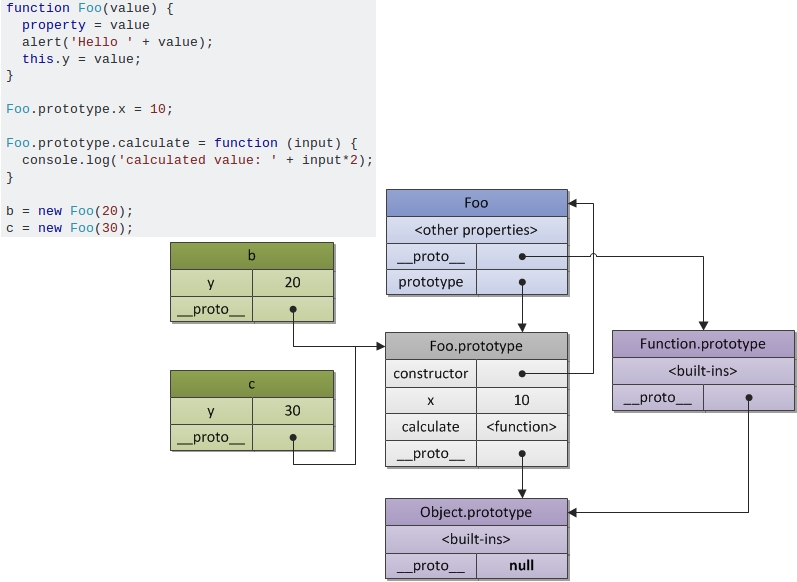 function Foo(value) {
  property = value
  alert('Hello ' + value);
  this.y = value;
}

Foo.prototype.x = 10;

Foo.prototype.calculate = function (input) {
  console.log('calculated value: ' + input*2);
}

b = new Foo(20);
c = new Foo(30);
b
y 20
__proto__
c
y 30
__proto__
Foo
<other properties>
__proto__
prototype
Foo.prototype
constructor
x 10
calculate <function>
__proto__
Function.prototype
<built-ins>
__proto__
Object.prototype
<built-ins>
__proto__ null